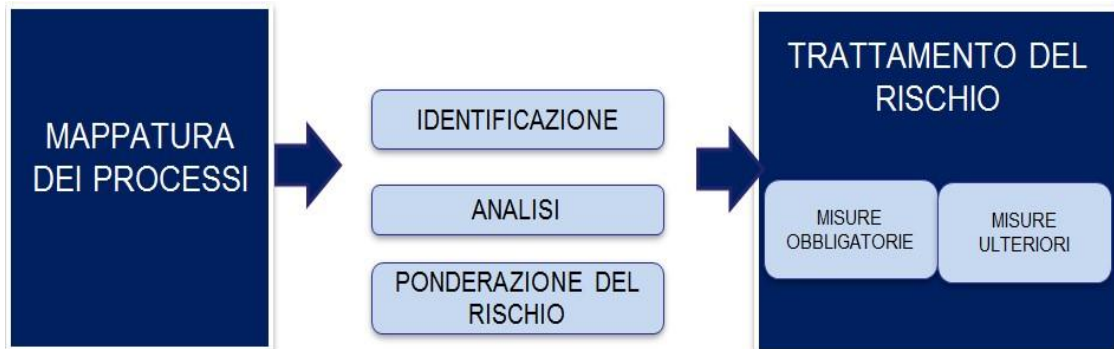 MAPPATURA
DEI PROCESSI
IDENTIFICAZIONE
ANALISI
PONDERAZIONE DEL
RISCHIO
TRATTAMENTO DEL
RISCHIO
MISURE
OBBLIGATORIE
MISURE
ULTERIORI